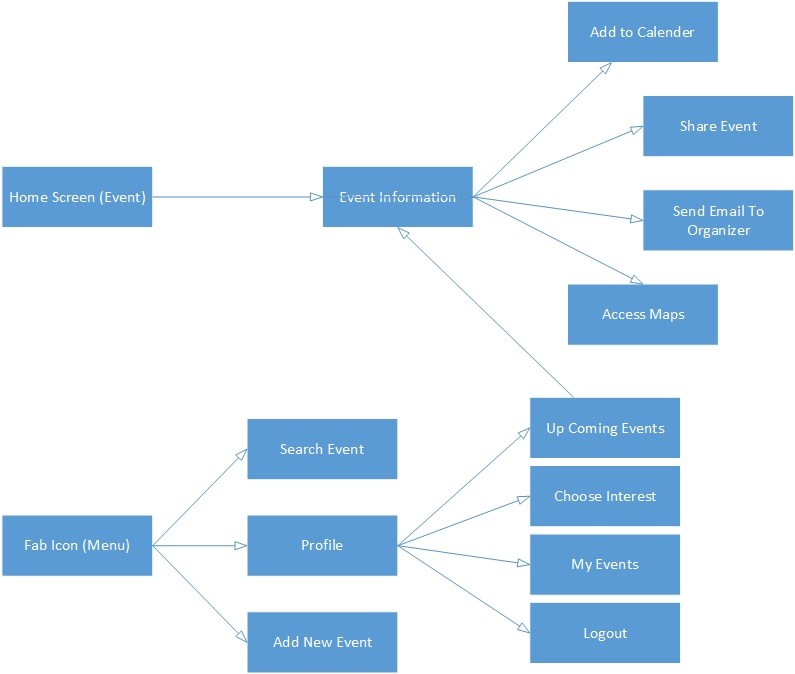 Add to Calender
Share Event
Home Screen (Event)
Event Information
Send Email To
Organizer
Access Maps
Up Coming Events
Search Event
Choose Interest
Fab Icon (Menu)
Profile
My Events
Add New Event
Logout